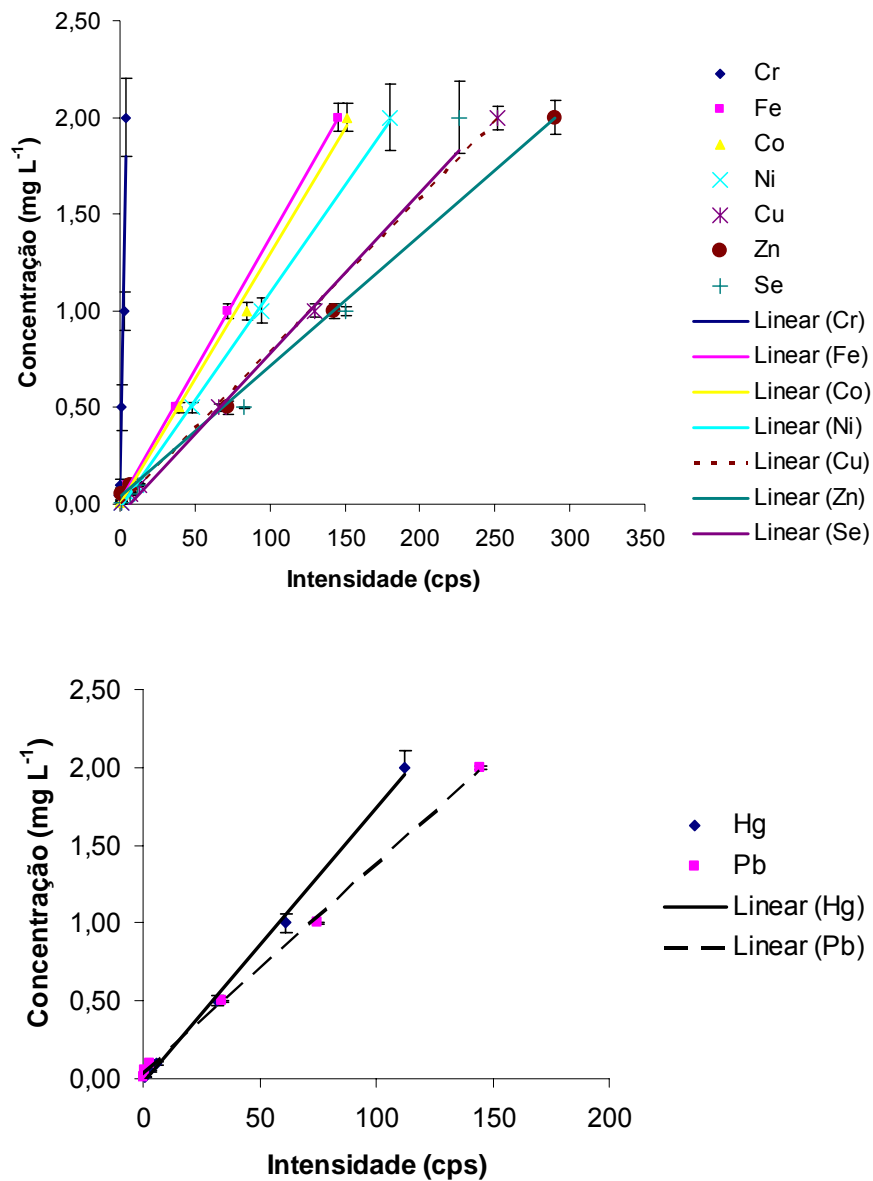 2,50
2,00
1,50
1,00
0,50
0,00
Concentração (mg L-1)
0 50 100 150 200 250 300 350
Intensidade (cps)
Cr
Fe
Co
Ni
Cu
Zn
Se
Linear (Cr)
Linear (Fe)
Linear (Co)
Linear (Ni)
Linear (Cu)
Linear (Zn)
Linear (Se)
2,50
2,00
1,50
1,00
0,50
0,00
Concentração (mg L-1)
0 50 100 150 200
Intensidade (cps)
Hg
Pb
Linear (Hg)
Linear (Pb)